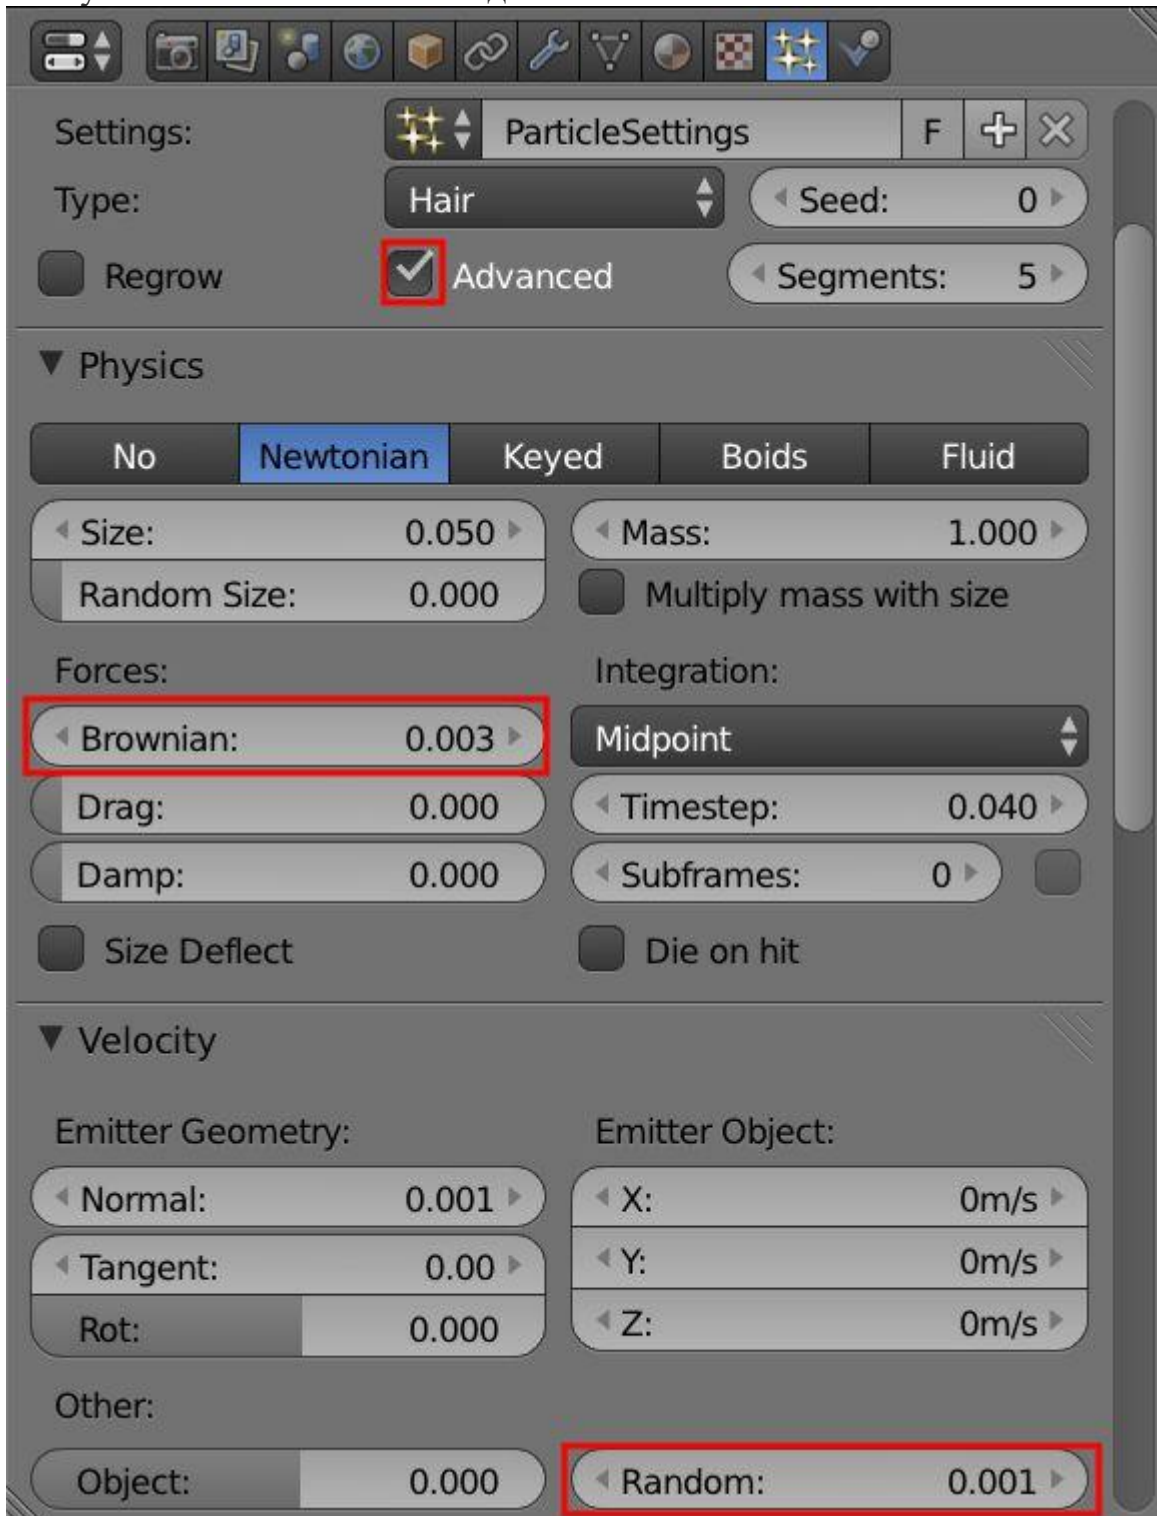 Settings: ParticleSettings F
Type: Hair Seed: 0
Regrow Advanced Segments: 5
Physics
No Newtonian Keyed Boids Fluid
Size: 0.050 Mass: 1.000
Random Size: 0.000 Multiply mass with size
Forces: Integration:
Brownian: 0.003 Midpoint
Drag: 0.000 Timestep: 0.040
Damp: 0.000 Subframes: 0
Size Deflect Die on hit
Velocity
Emitter Geometry: Emitter Object:
Normal: 0.001 X: 0m/s
Tangent: 0.00 Y: 0m/s
Rot: 0.000 Z: 0m/s
Other:
Object: 0.000 Random: 0.001